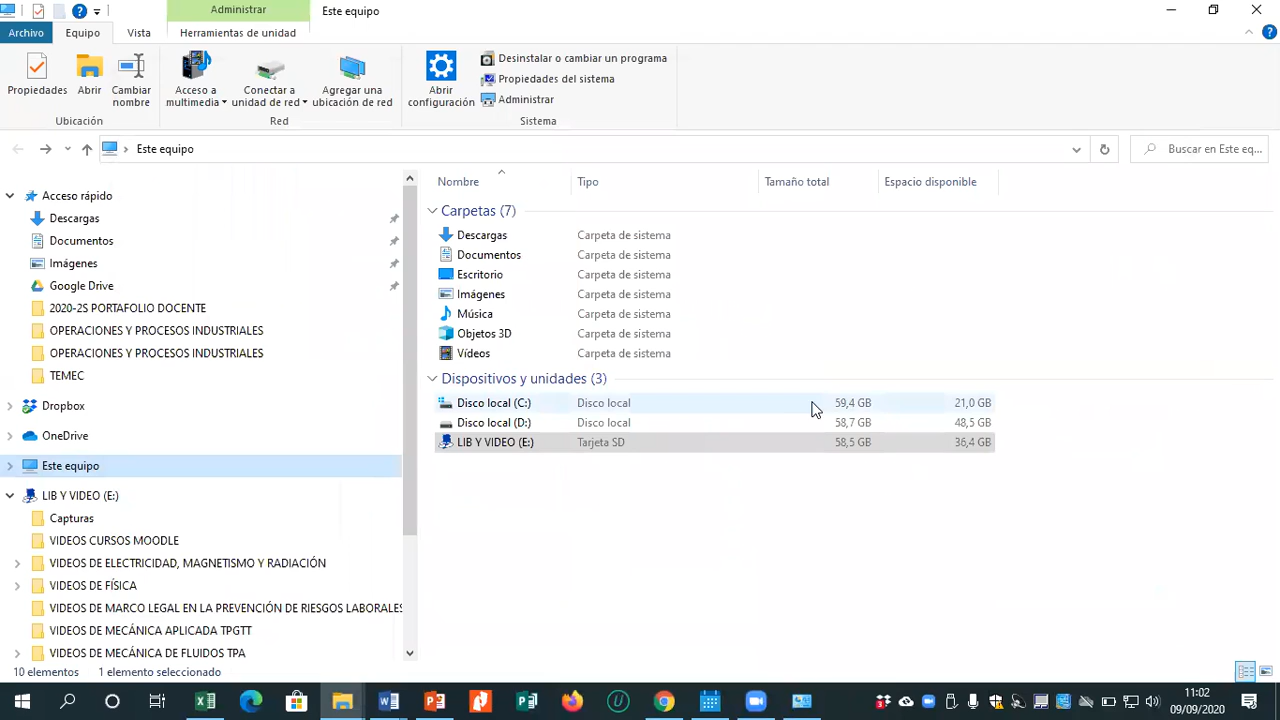 Administrar
Este equipo
Archivo
Equipo
Vista
Herramientas de unidad
Propiedades
Abrir
Cambiar
nombre
Ubicación
Acceso a
multimedia
Conectar a
unidad de red
Agregar una
ubicación de red
Red
Abrir
configuración
Desinstalar o cambiar un programa
Propiedades del sistema
Administrar
Sistema
Este equipo
Buscar en Este eq...
Acceso rápido
Descargas
Documentos
Imágenes
Google Drive
2020-2S PORTAFOLIO DOCENTE
OPERACIONES Y PROCESOS INDUSTRIALES
OPERACIONES Y PROCESOS INDUSTRIALES
TEMEC
Dropbox
OneDrive
Este equipo
LIB Y VIDEO (E:)
Capturas
VIDEOS CURSOS MOODLE
VIDEOS DE ELECTRICIDAD, MAGNETISMO Y RADIACIÓN
VIDEOS DE FÍSICA
VIDEOS DE MARCO LEGAL EN LA PREVENCIÓN DE RIESGOS LABORALES
VIDEOS DE MECÁNICA APLICADA TPGTT
VIDEOS DE MECÁNICA DE FLUIDOS TPA
Nombre Tipo Tamaño total Espacio disponible
Carpetas (7)
Descargas Carpeta de sistema
Documentos Carpeta de sistema
Escritorio Carpeta de sistema
Imágenes Carpeta de sistema
Música Carpeta de sistema
Objetos 3D Carpeta de sistema
Vídeos Carpeta de sistema
Dispositivos y unidades (3)
Disco local (C:) Disco local 59,4 GB 21,0 GB
Disco local (D:) Disco local 58,7 GB 48,5 GB
LIB Y VIDEO (E:) Tarjeta SD 58,5 GB 36,4 GB
10 elementos 1 elemento seleccionado
11:02
09/09/2020